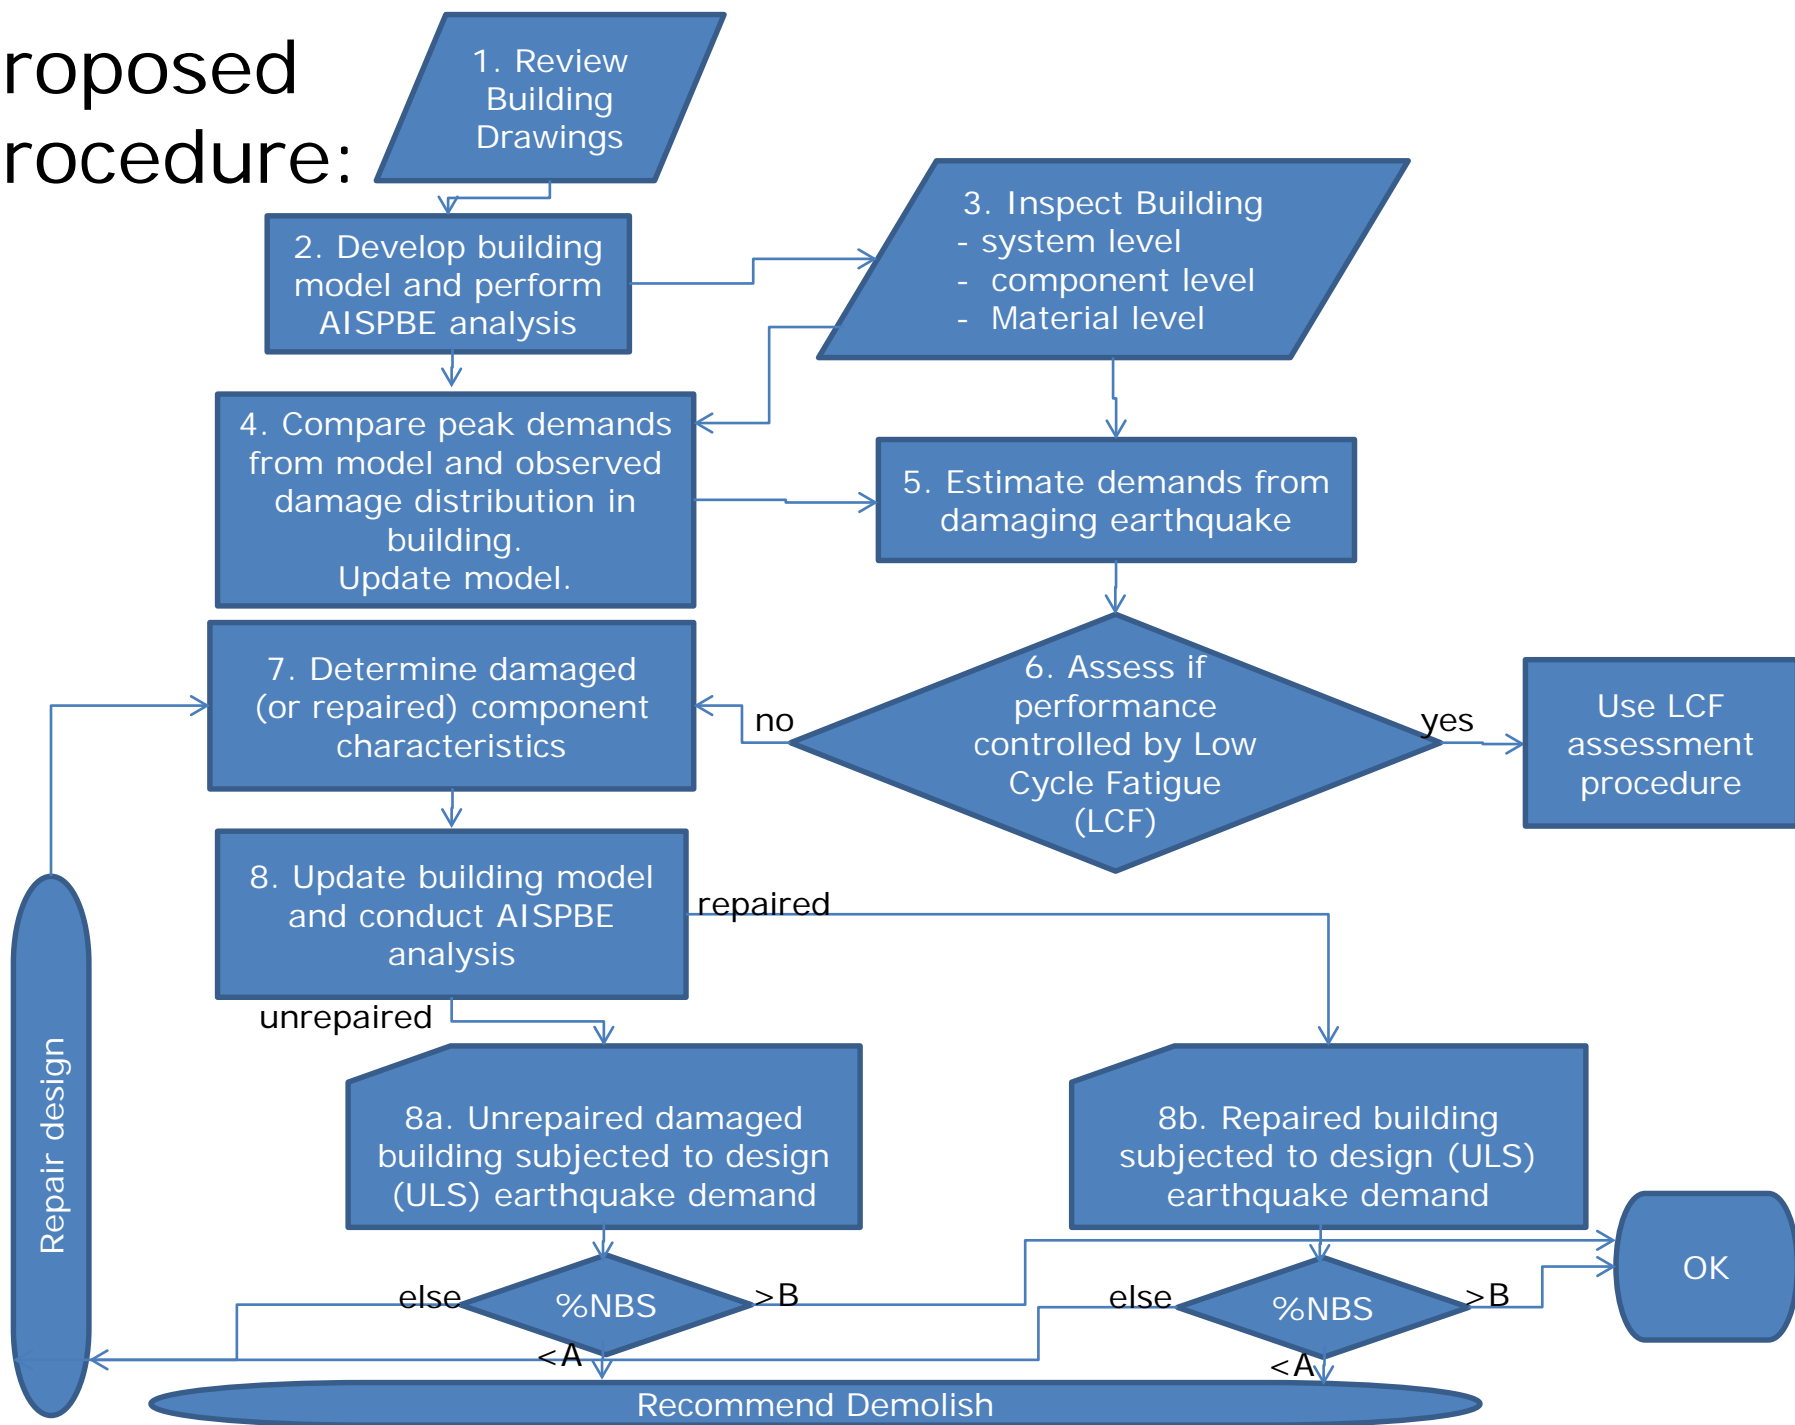 roposed
rocedure:
1. Review
Building
Drawings
2. Develop building
model and perform
AISPBE analysis
3. Inspect Building
- system level
- component level
- Material level
4. Compare peak demands
from model and observed
damage distribution in
building.
Update model.
5. Estimate demands from
damaging earthquake
6. Assess if
performance
controlled by Low
Cycle Fatigue
(LCF)
no
yes
Use LCF
assessment
procedure
7. Determine damaged
(or repaired) component
characteristics
8. Update building model
and conduct AISPBE
analysis
repaired
unrepaired
Repair design
8a. Unrepaired damaged
building subjected to design
(ULS) earthquake demand
8b. Repaired building
subjected to design (ULS)
earthquake demand
else
%NBS
>B
<A
else
%NBS
>B
<A
OK
Recommend Demolish